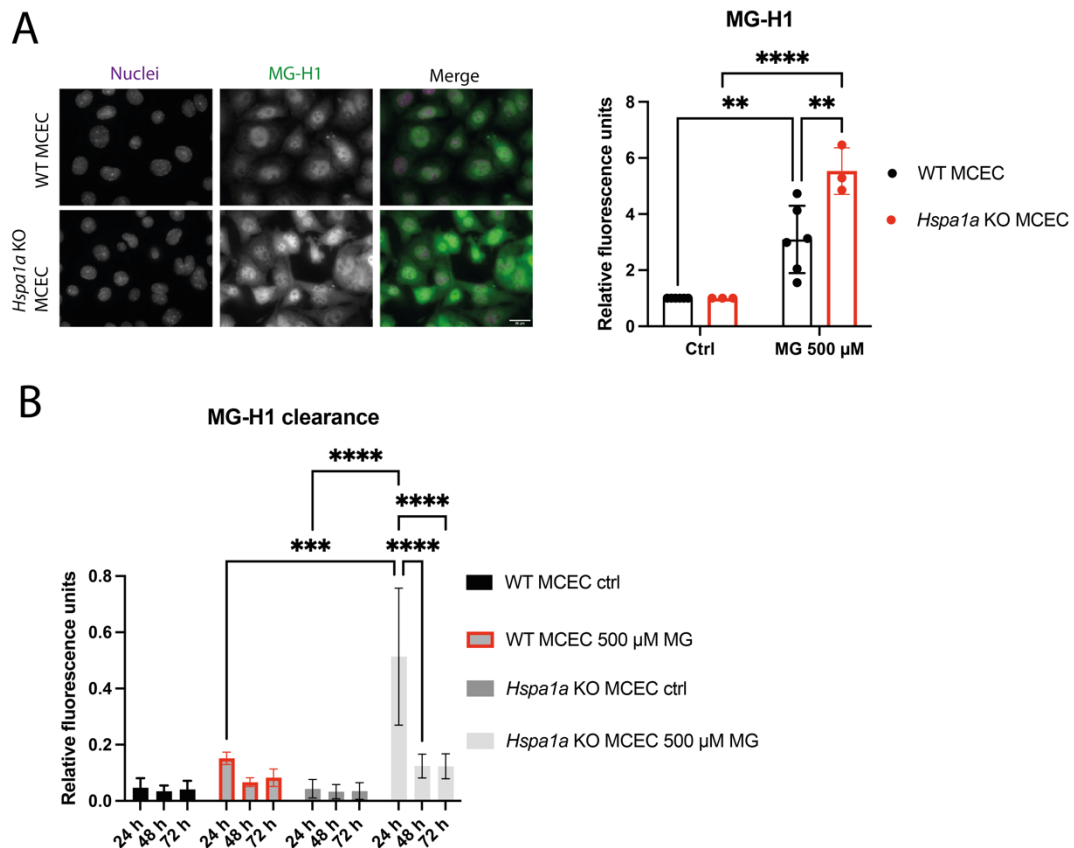 A
Nuclei
MG-H1
Merge
WT MCEC
Hspa1a KO
MCEC
MG-H1
****
**
**
8
6
4
2
0
Relative fluorescence units
Ctrl
MG 500 µM
WT MCEC
Hspa1a KO MCEC
B
MG-H1 clearance
****
****
***
****
0.8
0.6
0.4
0.2
0.0
Relative fluorescence units
24 h
48 h
72 h
24 h
48 h
72 h
24 h
48 h
72 h
24 h
48 h
72 h
WT MCEC ctrl
WT MCEC 500 µM MG
Hspa1a KO MCEC ctrl
Hspa1a KO MCEC 500 µM MG